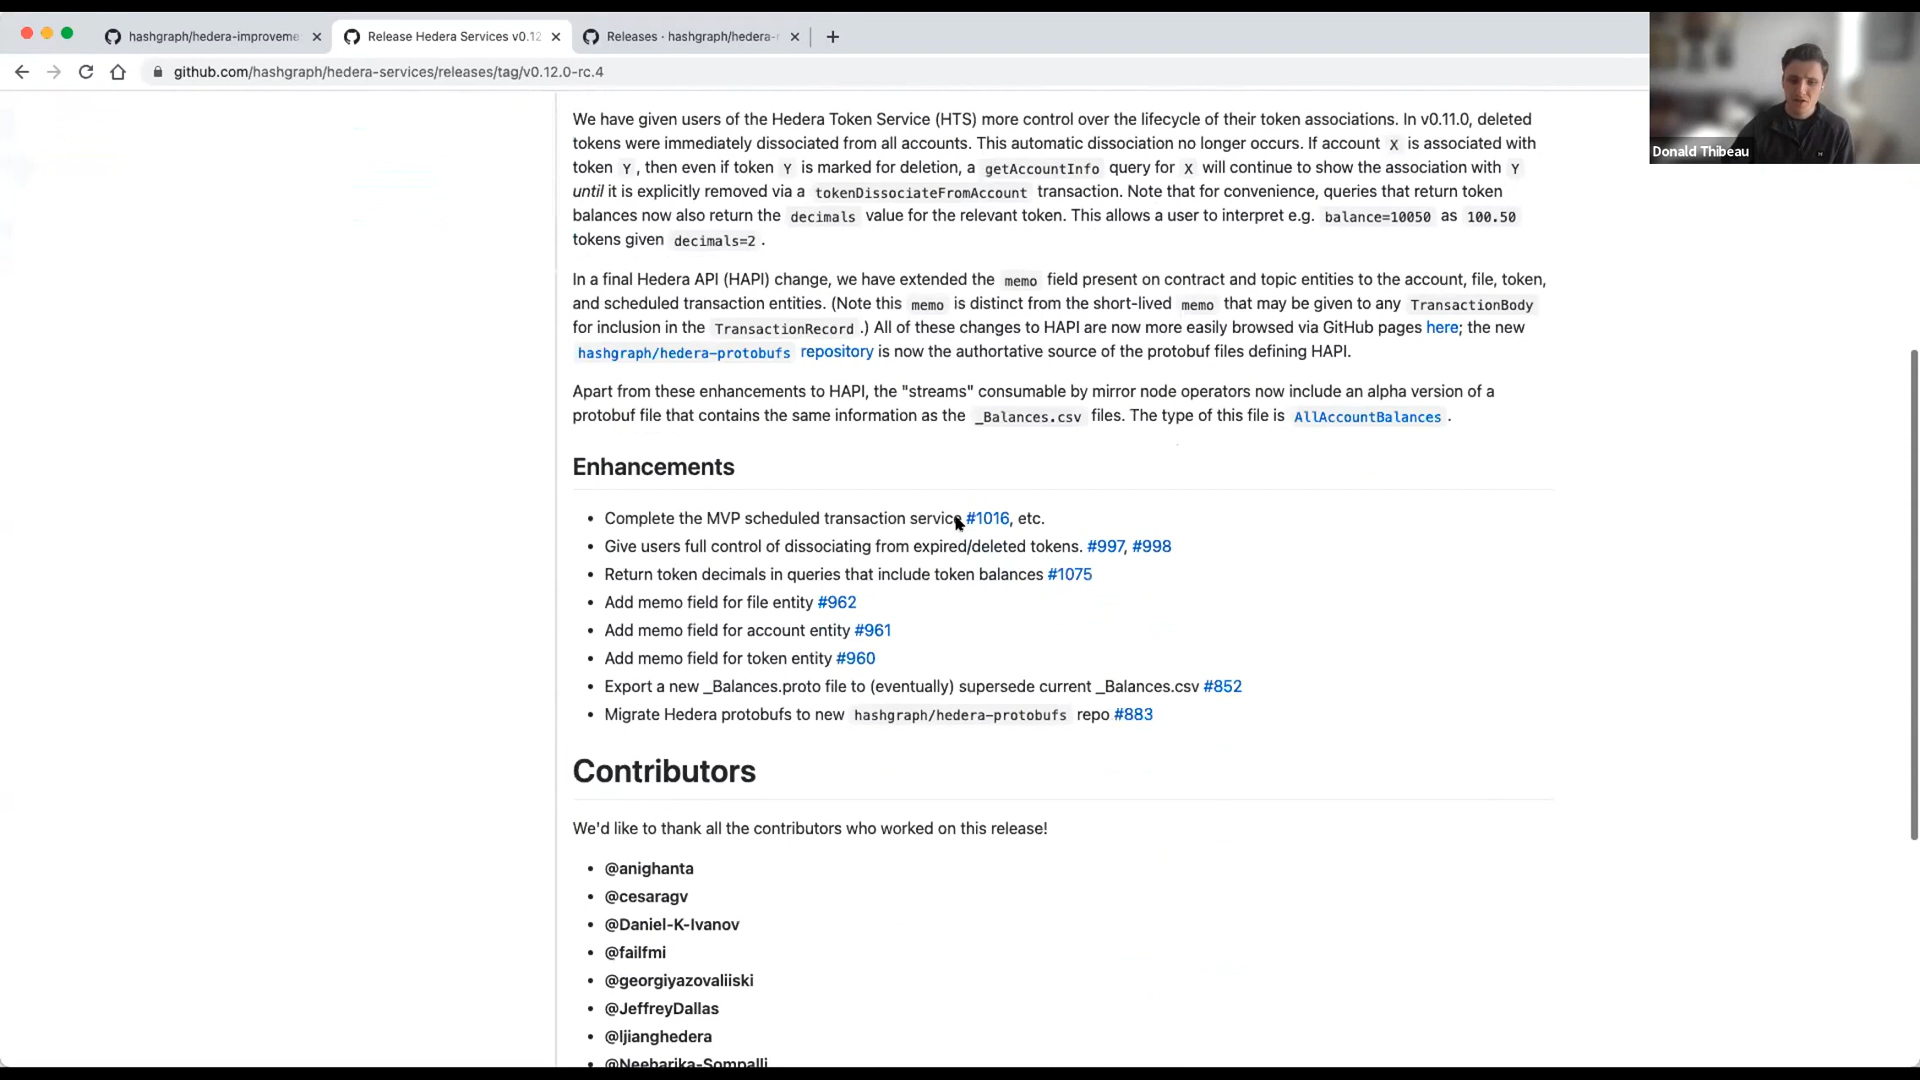 hashgraph/hedera-improveme
Release Hedera Services v0.12
Releases · hashgraph/hedera-
github.com/hashgraph/hedera-services/releases/tag/v0.12.0-rc.4
Donald Thibeau
We have given users of the Hedera Token Service (HTS) more control over the lifecycle of their token associations. In v0.11.0, deleted
tokens were immediately dissociated from all accounts. This automatic dissociation no longer occurs. If account X is associated with
token Y, then even if token Y is marked for deletion, a getAccountInfo query for X will continue to show the association with Y
until it is explicitly removed via a tokenDissociateFromAccount transaction. Note that for convenience, queries that return token
balances now also return the decimals value for the relevant token. This allows a user to interpret e.g. balance=10050 as 100.50
tokens given decimals=2.
In a final Hedera API (HAPI) change, we have extended the memo field present on contract and topic entities to the account, file, token,
and scheduled transaction entities. (Note this memo is distinct from the short-lived memo that may be given to any TransactionBody
for inclusion in the TransactionRecord.) All of these changes to HAPI are now more easily browsed via GitHub pages here; the new
hashgraph/hedera-protobufs repository is now the authortative source of the protobuf files defining HAPI.
Apart from these enhancements to HAPI, the "streams" consumable by mirror node operators now include an alpha version of a
protobuf file that contains the same information as the _Balances.csv files. The type of this file is AllAccountBalances.
Enhancements
• Complete the MVP scheduled transaction service #1016, etc.
• Give users full control of dissociating from expired/deleted tokens. #997, #998
• Return token decimals in queries that include token balances #1075
• Add memo field for file entity #962
• Add memo field for account entity #961
• Add memo field for token entity #960
• Export a new _Balances.proto file to (eventually) supersede current _Balances.csv #852
• Migrate Hedera protobufs to new hashgraph/hedera-protobufs repo #883
Contributors
We'd like to thank all the contributors who worked on this release!
• @anighanta
• @cesaragv
• @Daniel-K-Ivanov
• @failfmi
• @georgiyazovaliiski
• @JeffreyDallas
• @ljianghedera
• @Neeharika-Sompalli